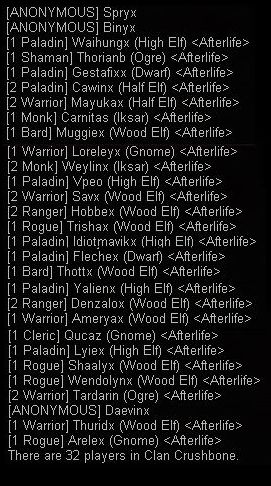 [ANONYMOUS] Spryx
[ANONYMOUS] Binyx
[1 Paladin] Waihungx (High Elf) <Afterlife>
[1 Shaman] Thorianb (Ogre) <Afterlife>
[1 Paladin] Gestafixx (Dwarf) <Afterlife>
[2 Paladin] Cawinx (Half Elf) <Afterlife>
[2 Warrior] Mayukax (Half Elf) <Afterlife>
[1 Monk] Carnitas (Iksar) <Afterlife>
[1 Bard] Muggiex (Wood Elf) <Afterlife>
[1 Warrior] Loreleyx (Gnome) <Afterlife>
[2 Monk] Weylinx (Iksar) <Afterlife>
[1 Paladin] Vpeo (High Elf) <Afterlife>
[2 Warrior] Savx (Wood Elf) <Afterlife>
[2 Ranger] Hobbex (Wood Elf) <Afterlife>
[1 Rogue] Trishax (Wood Elf) <Afterlife>
[1 Paladin] Idiotmavikx (High Elf) <Afterlife>
[1 Paladin] Flechex (Dwarf) <Afterlife>
[1 Bard] Thottx (Wood Elf) <Afterlife>
[1 Paladin] Yalienx (High Elf) <Afterlife>
[2 Ranger] Denzalox (Wood Elf) <Afterlife>
[1 Warrior] Ameryax (Wood Elf) <Afterlife>
[1 Cleric] Qucaz (Gnome) <Afterlife>
[1 Paladin] Lyiex (High Elf) <Afterlife>
[1 Rogue] Shaalyx (Wood Elf) <Afterlife>
[1 Rogue] Wendolynx (Wood Elf) <Afterlife>
[2 Warrior] Tardarin (Ogre) <Afterlife>
[ANONYMOUS] Daevinx
[1 Warrior] Thuridx (Wood Elf) <Afterlife>
[1 Rogue] Arelex (Gnome) <Afterlife>
There are 32 players in Clan Crushbone.